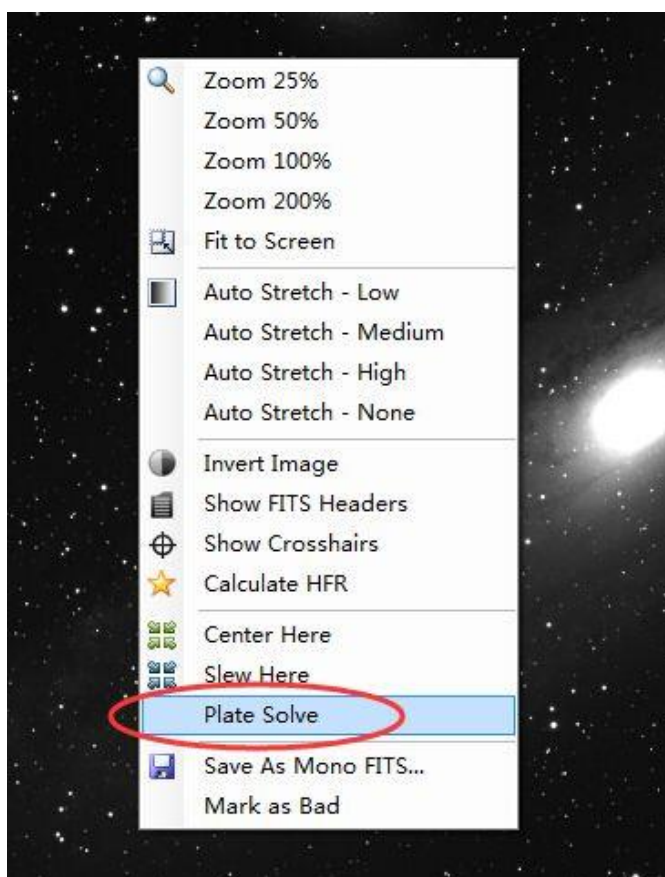 Zoom 25%
Zoom 50%
Zoom 100%
Zoom 200%
Fit to Screen
Auto Stretch - Low
Auto Stretch - Medium
Auto Stretch - High
Auto Stretch - None
Invert Image
Show FITS Headers
Show Crosshairs
Calculate HFR
Center Here
Slew Here
Plate Solve
Save As Mono FITS...
Mark as Bad